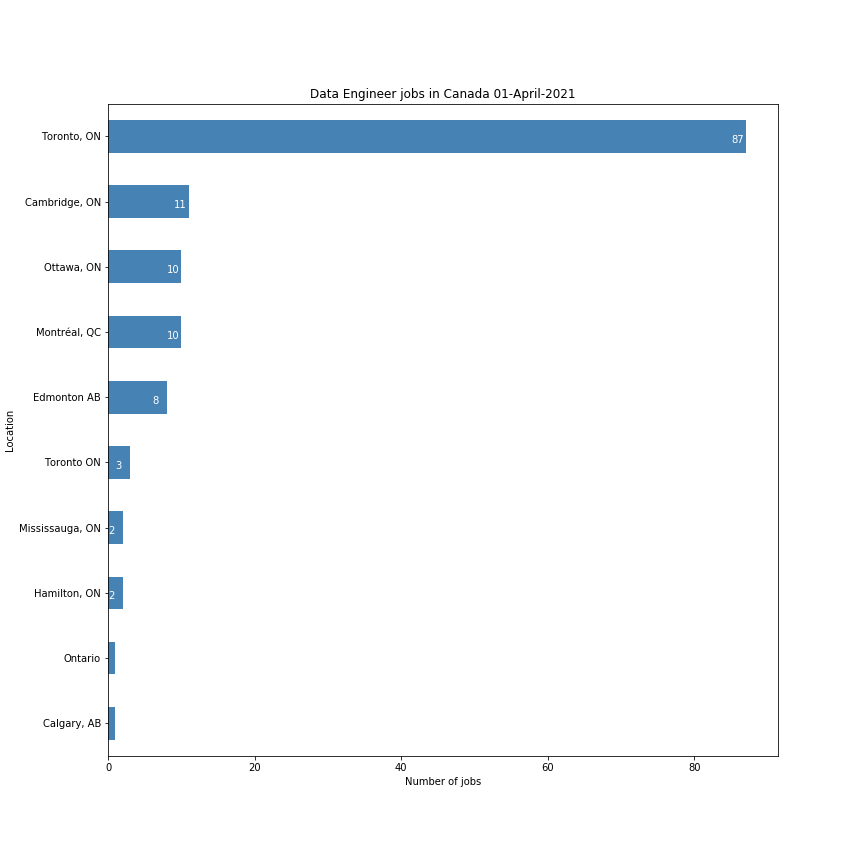 Data Engineer jobs in Canada 01-April-2021
Toronto, ON
87
Cambridge, ON
11
Ottawa, ON
10
Montréal, QC
10
Edmonton AB
8
Location
Toronto ON
3
Mississauga, ON
2
Hamilton, ON
2
Ontario
Calgary, AB
0 20 40 60 80
Number of jobs